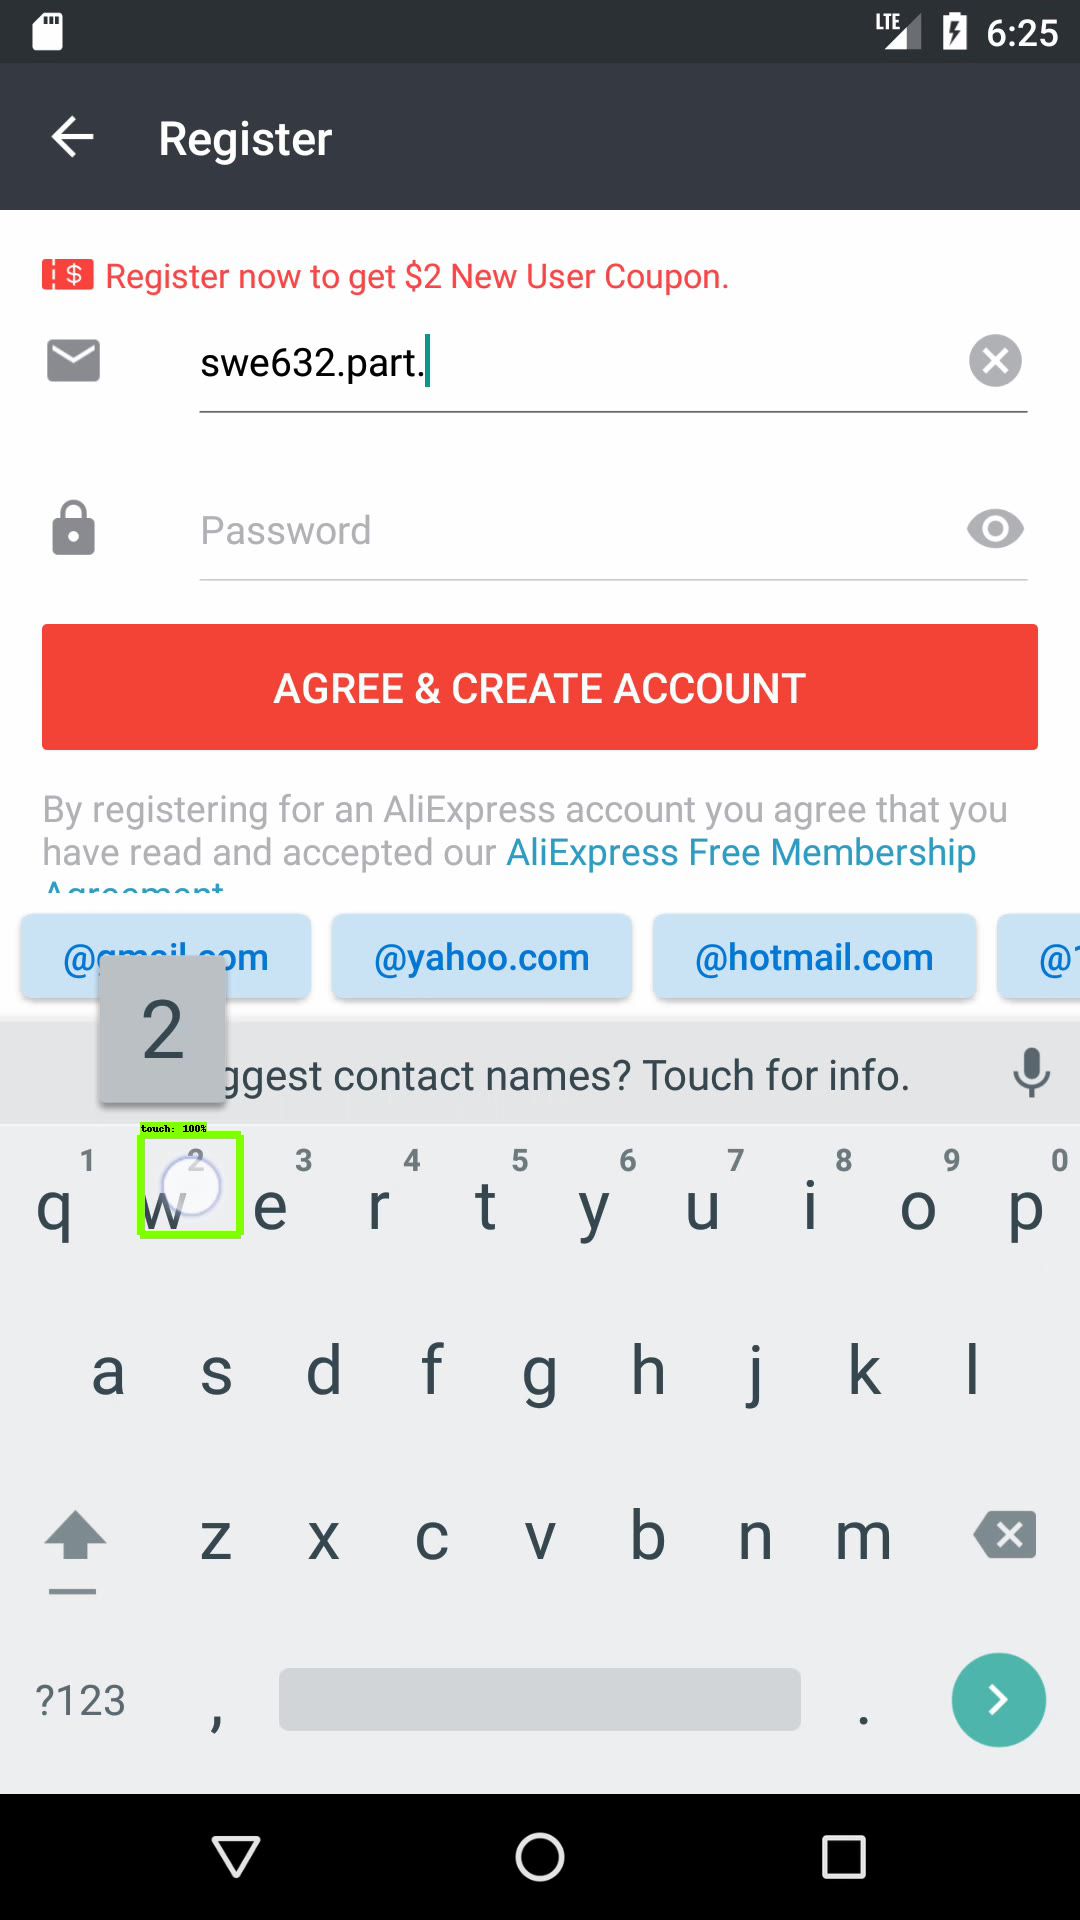 LTE 6:25
Register
$ Register now to get $2 New User Coupon.
swe632.part.
Password
AGREE & CREATE ACCOUNT
By registering for an AliExpress account you agree that you
have read and accepted our AliExpress Free Membership
Agreement
@gmail.com @yahoo.com @hotmail.com @1
2
ggest contact names? Touch for info.
touch: 100%
1 2 3 4 5 6 7 8 9 0
q w e r t y u i o p
a s d f g h j k l
z x c v b n m
?123 , .